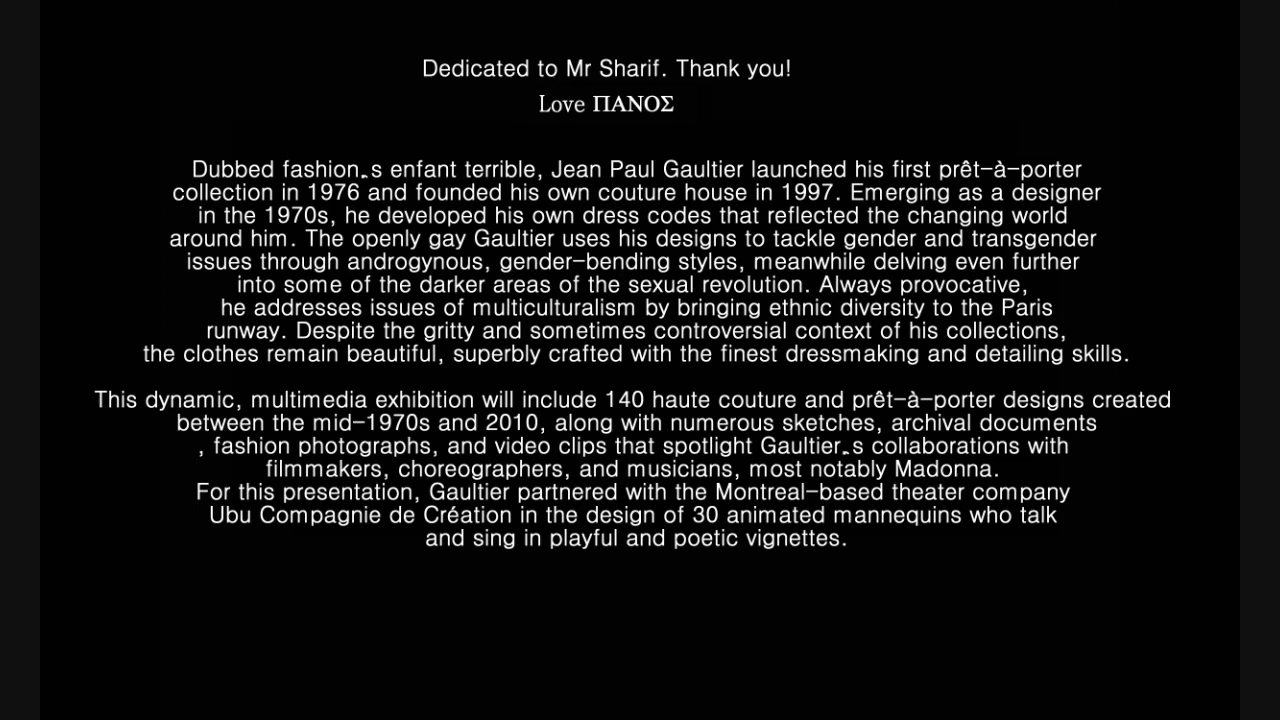 Dedicated to Mr Sharif. Thank you!
Love ΠΑΝΟΣ
Dubbed fashion„s enfant terrible, Jean Paul Gaultier launched his first prêt-à-porter
collection in 1976 and founded his own couture house in 1997. Emerging as a designer
in the 1970s, he developed his own dress codes that reflected the changing world
around him. The openly gay Gaultier uses his designs to tackle gender and transgender
issues through androgynous, gender-bending styles, meanwhile delving even further
into some of the darker areas of the sexual revolution. Always provocative,
he addresses issues of multiculturalism by bringing ethnic diversity to the Paris
runway. Despite the gritty and sometimes controversial context of his collections,
the clothes remain beautiful, superbly crafted with the finest dressmaking and detailing skills.
This dynamic, multimedia exhibition will include 140 haute couture and prêt-à-porter designs created
between the mid-1970s and 2010, along with numerous sketches, archival documents
, fashion photographs, and video clips that spotlight Gaultier„s collaborations with
filmmakers, choreographers, and musicians, most notably Madonna.
For this presentation, Gaultier partnered with the Montreal-based theater company
Ubu Compagnie de Création in the design of 30 animated mannequins who talk
and sing in playful and poetic vignettes.